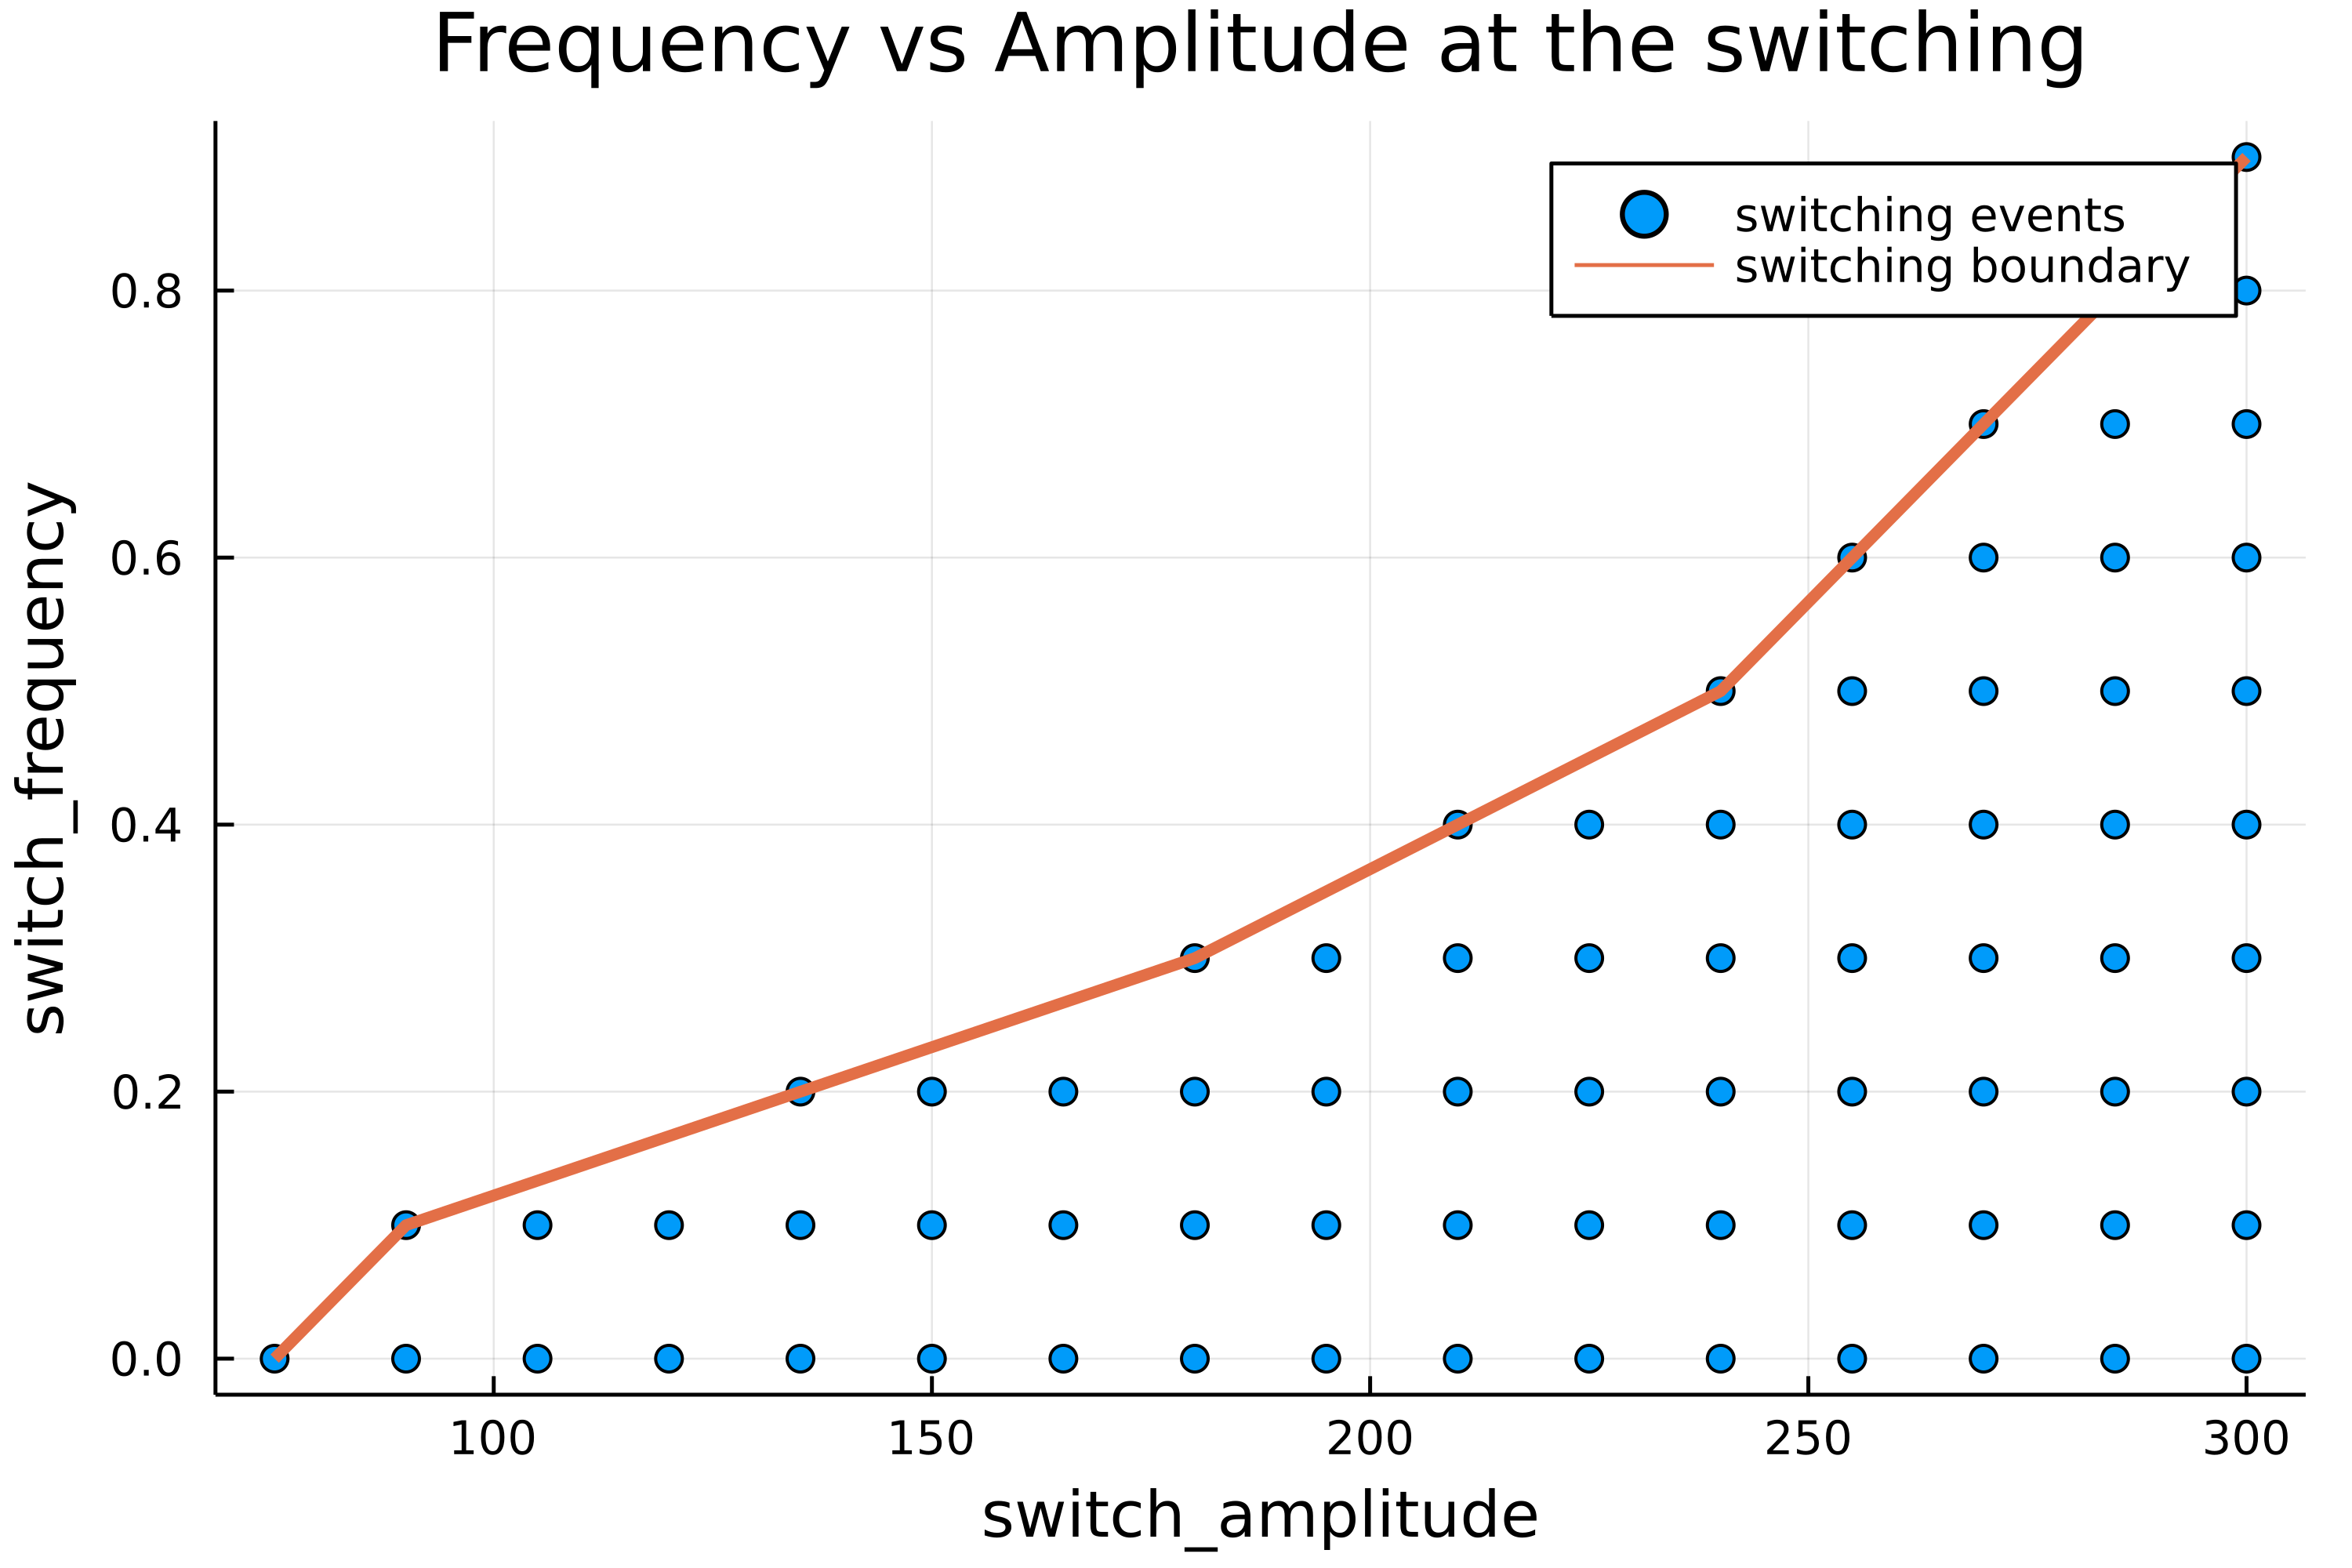 Frequency vs Amplitude at the switching
switching events
switching boundary
switch_frequency
0.8
0.6
0.4
0.2
0.0
100 150 200 250 300
switch_amplitude